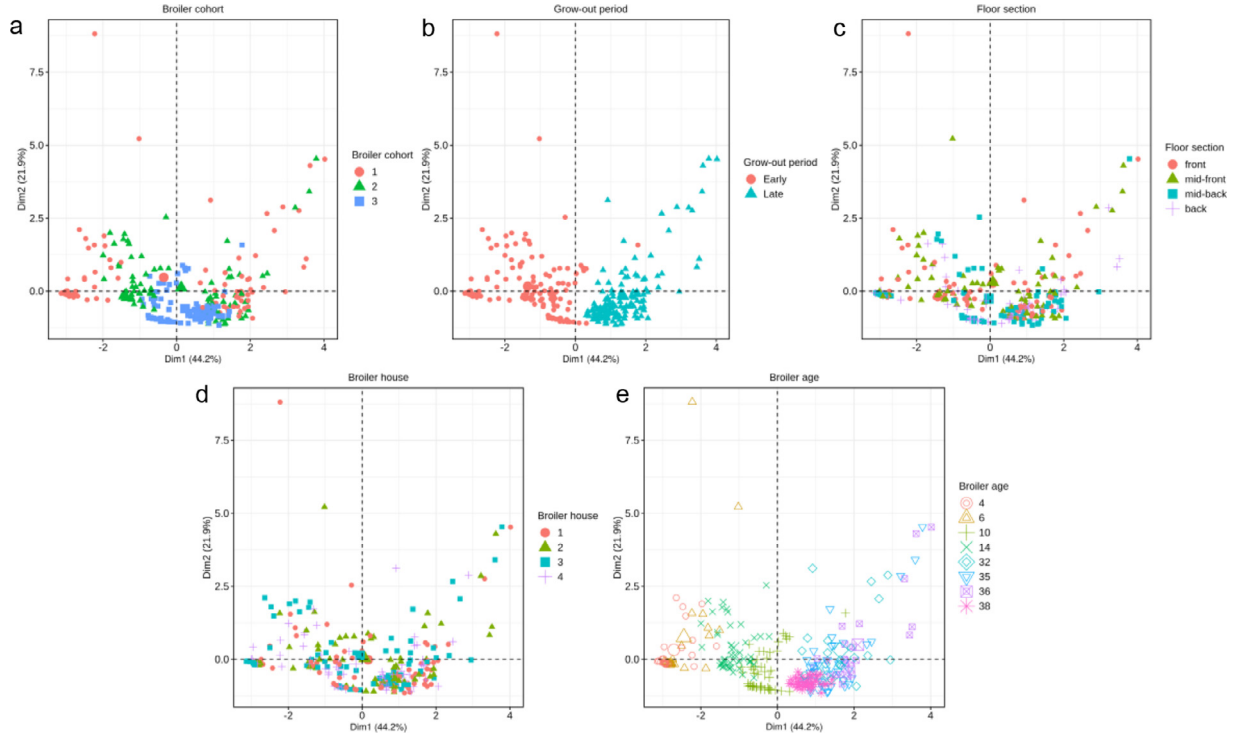 a
Broiler cohort
7.5
5.0
2.5
0.0
-2
0
2
4
Dim2 (21.9%)
Dim1 (44.2%)
Broiler cohort
1
2
3
b
Grow-out period
7.5
5.0
2.5
0.0
-2
0
2
4
Dim2 (21.9%)
Dim1 (44.2%)
Grow-out period
Early
Late
c
Floor section
7.5
5.0
2.5
0.0
-2
0
2
4
Dim2 (21.9%)
Dim1 (44.2%)
Floor section
front
mid-front
mid-back
back
d
Broiler house
7.5
5.0
2.5
0.0
-2
0
2
4
Dim2 (21.9%)
Dim1 (44.2%)
Broiler house
1
2
3
4
e
Broiler age
7.5
5.0
2.5
0.0
-2
0
2
4
Dim2 (21.9%)
Dim1 (44.2%)
Broiler age
4
6
10
14
32
35
36
38